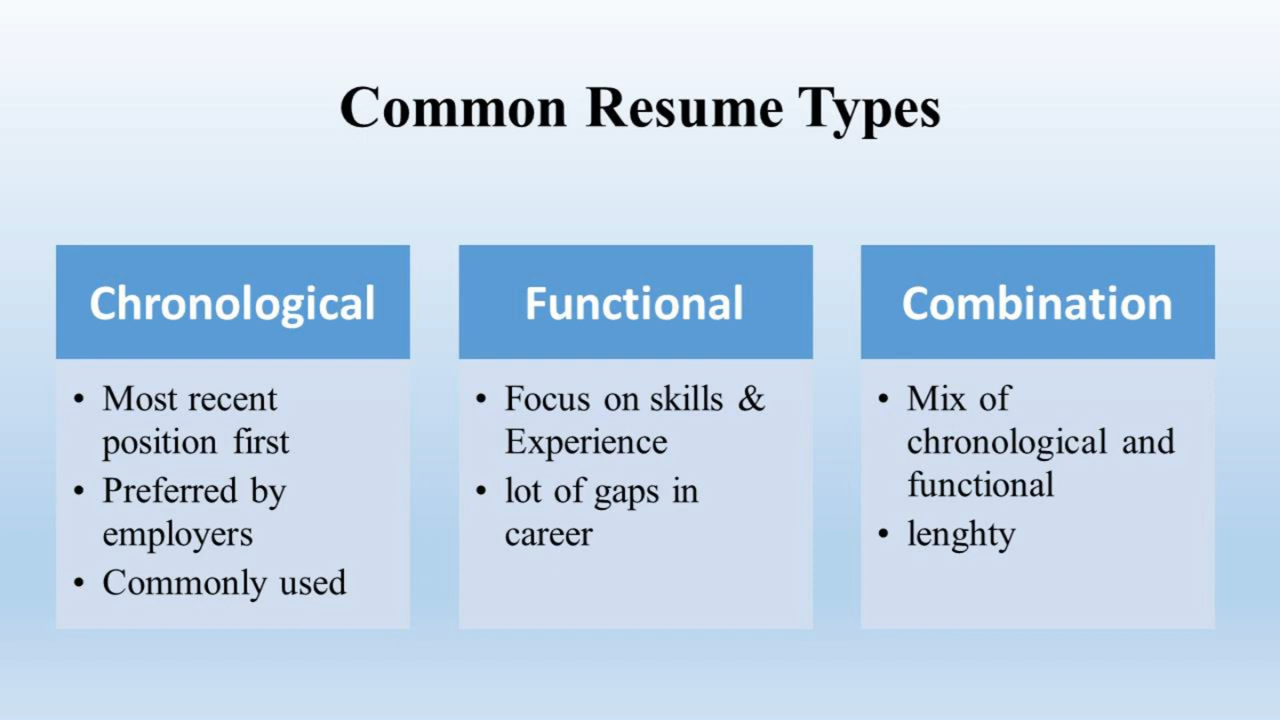 Common Resume Types
Chronological
• Most recent
position first
• Preferred by
employers
• Commonly used
Functional
• Focus on skills &
Experience
• lot of gaps in
career
Combination
• Mix of
chronological and
functional
• lenghty